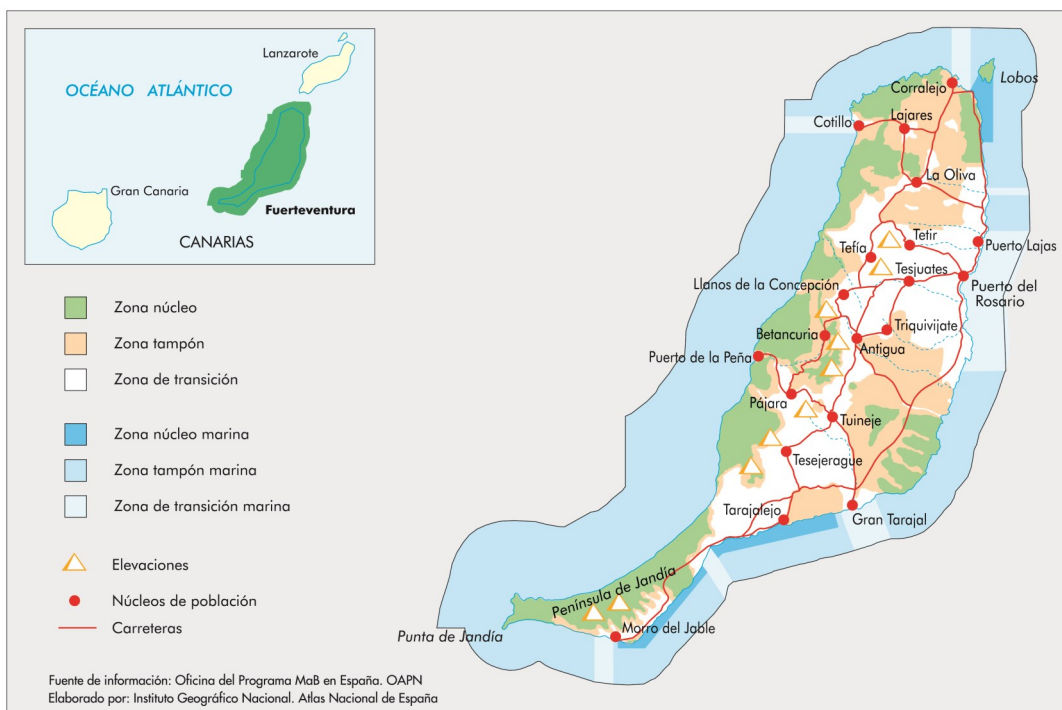 Lanzarote
OCÉANO ATLÁNTICO
Gran Canaria
Fuerteventura
CANARIAS
Zona núcleo
Zona tampón
Zona de transición
Zona núcleo marina
Zona tampón marina
Zona de transición marina
Elevaciones
Núcleos de población
Carreteras
Corralejo
Lobos
Cotillo
Lajares
La Oliva
Tetir
Puerto Lajas
Tefía
Tesjuates
Llanos de la Concepción
Puerto del
Rosario
Triquivijate
Betancuria
Antigua
Puerto de la Peña
Pájara
Tuineje
Tesejerague
Tarajalejo
Gran Tarajal
Península de Jandía
Punta de Jandía
Morro del Jable
Fuente de información: Oficina del Programa MaB en España. OAPN
Elaborado por: Instituto Geográfico Nacional. Atlas Nacional de España